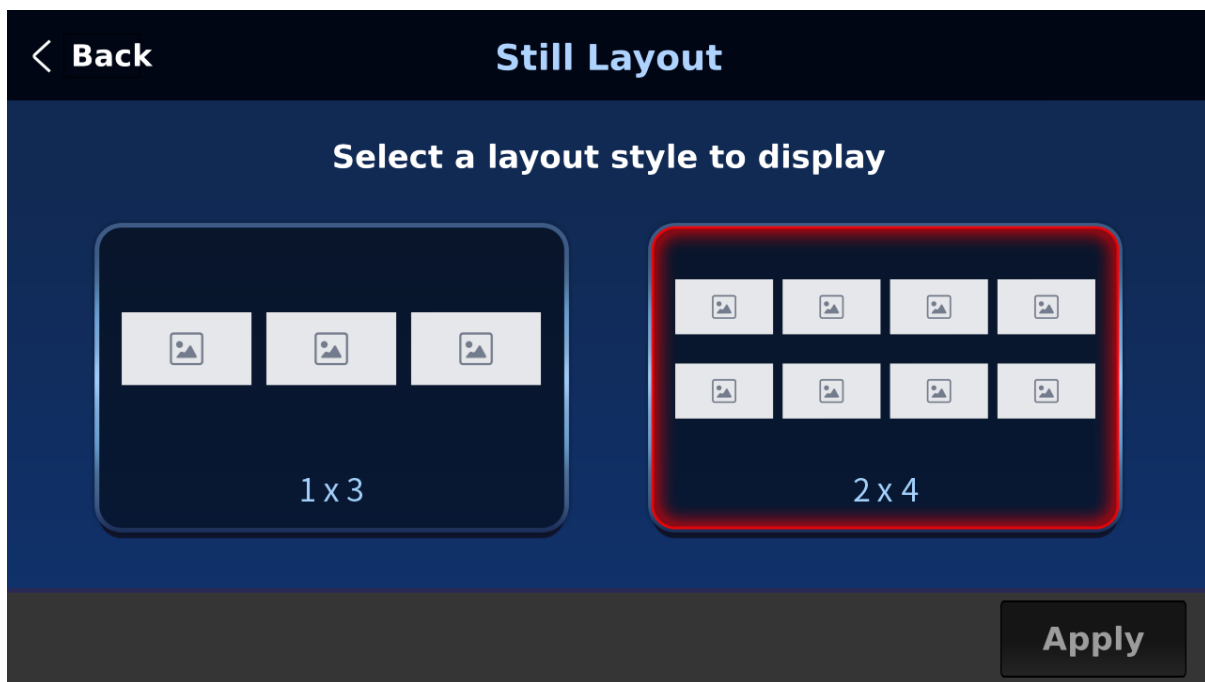 Back
Still Layout
Select a layout style to display
1 x 3
2 x 4
Apply